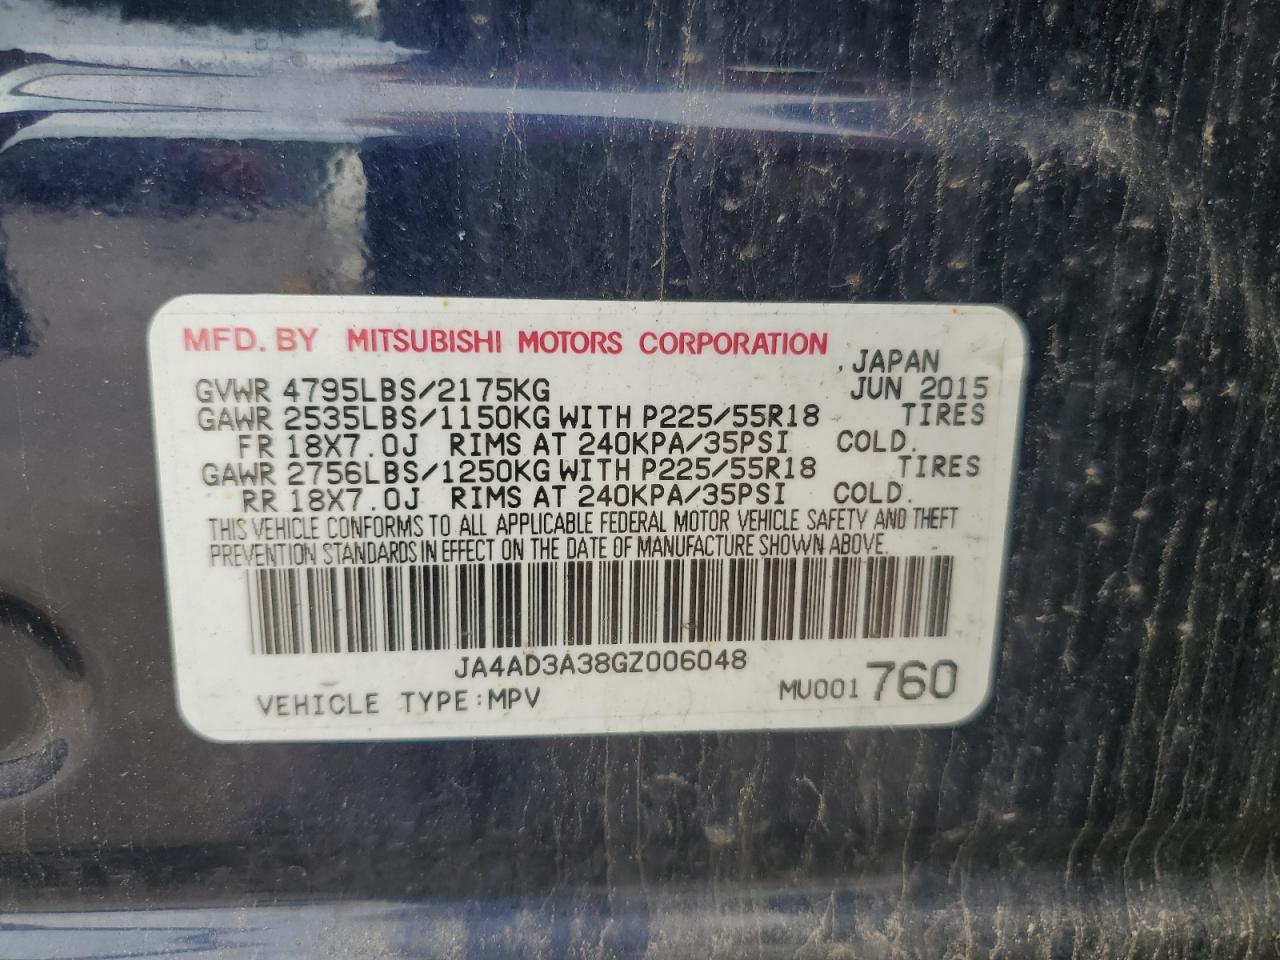 MFD. BY MITSUBISHI MOTORS CORPORATION
JAPAN
GVWR 4795LBS/2175KG JUN 2015
GAWR 2535LBS/1150KG WITH P225/55R18 TIRES
FR 18X7.0J RIMS AT 240KPA/35PSI COLD.
GAWR 2756LBS/1250KG WITH P225/55R18 TIRES
RR 18X7.0J RIMS AT 240KPA/35PSI COLD.
THIS VEHICLE CONFORMS TO ALL APPLICABLE FEDERAL MOTOR VEHICLE SAFETY AND THEFT
PREVENTION STANDARDS IN EFFECT ON THE DATE OF MANUFACTURE SHOWN ABOVE.
JA4AD3A38GZ006048
VEHICLE TYPE:MPV MU001 760